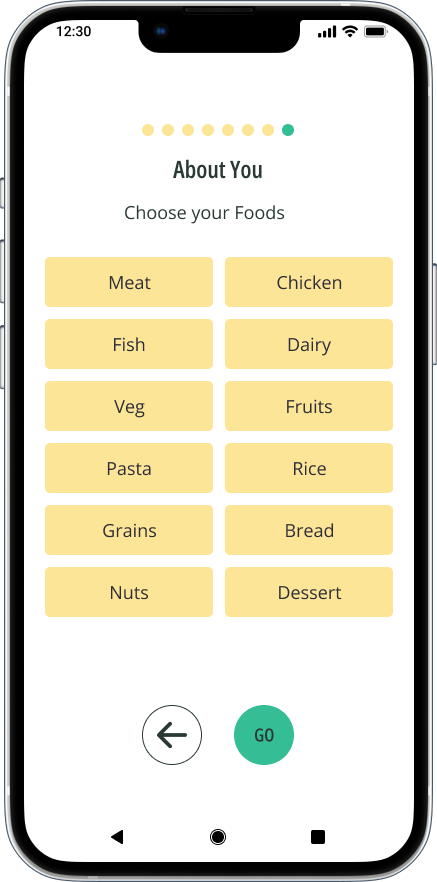 12:30
About You
Choose your Foods
Meat
Chicken
Fish
Dairy
Veg
Fruits
Pasta
Rice
Grains
Bread
Nuts
Dessert
GO